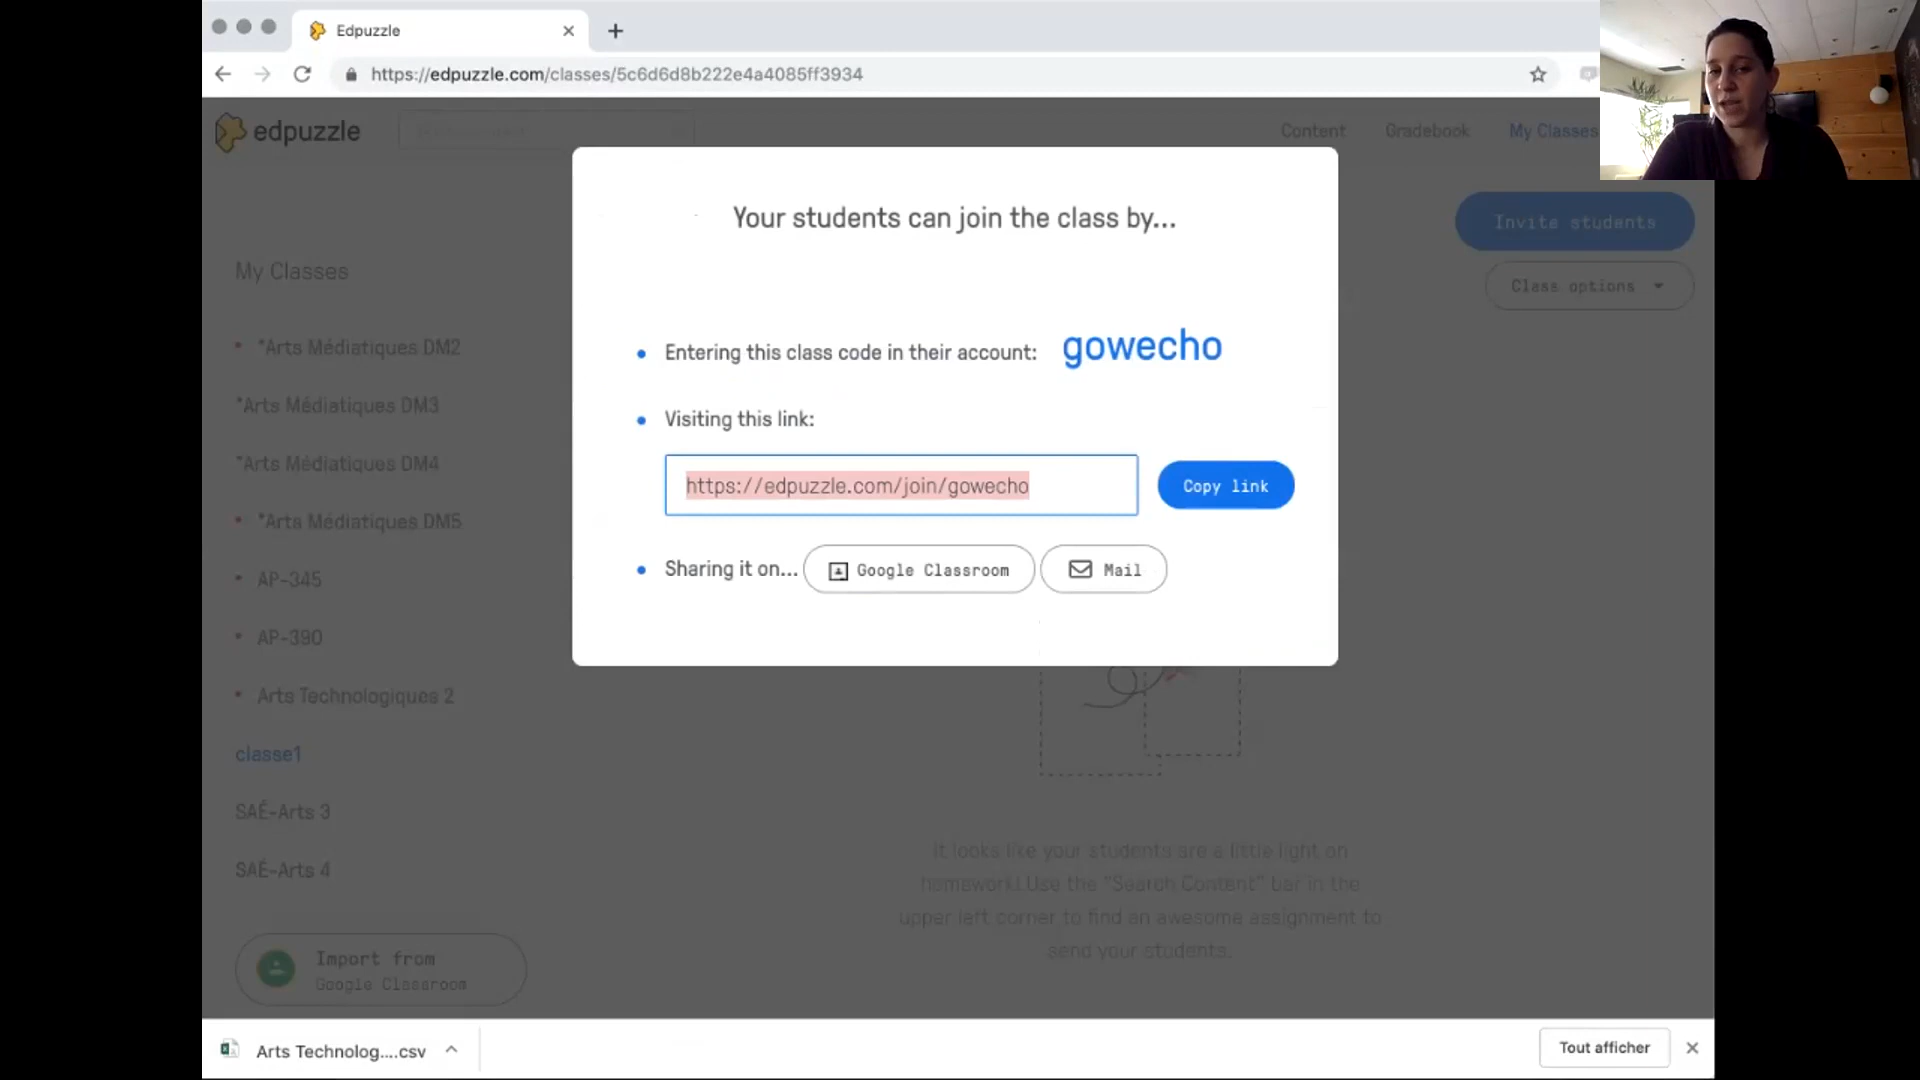 Edpuzzle
https://edpuzzle.com/classes/5c6d6d8b222e4a4085ff3934
edpuzzle
Content
Gradebook
My Classes
Your students can join the class by...
Invite students
Class options
My Classes
*Arts Médiatiques DM2
*Arts Médiatiques DM3
*Arts Médiatiques DM4
*Arts Médiatiques DM5
AP-345
AP-390
Arts Technologiques 2
classe1
SAÉ-Arts 3
SAÉ-Arts 4
Import from
Google Classroom
Entering this class code in their account: gowecho
Visiting this link:
https://edpuzzle.com/join/gowecho
Copy link
Sharing it on... Google Classroom Mail
It looks like your students are a little light on
homework! Use the "Search Content" bar in the
upper left corner to find an awesome assignment to
send your students.
Arts Technolog....csv
Tout afficher